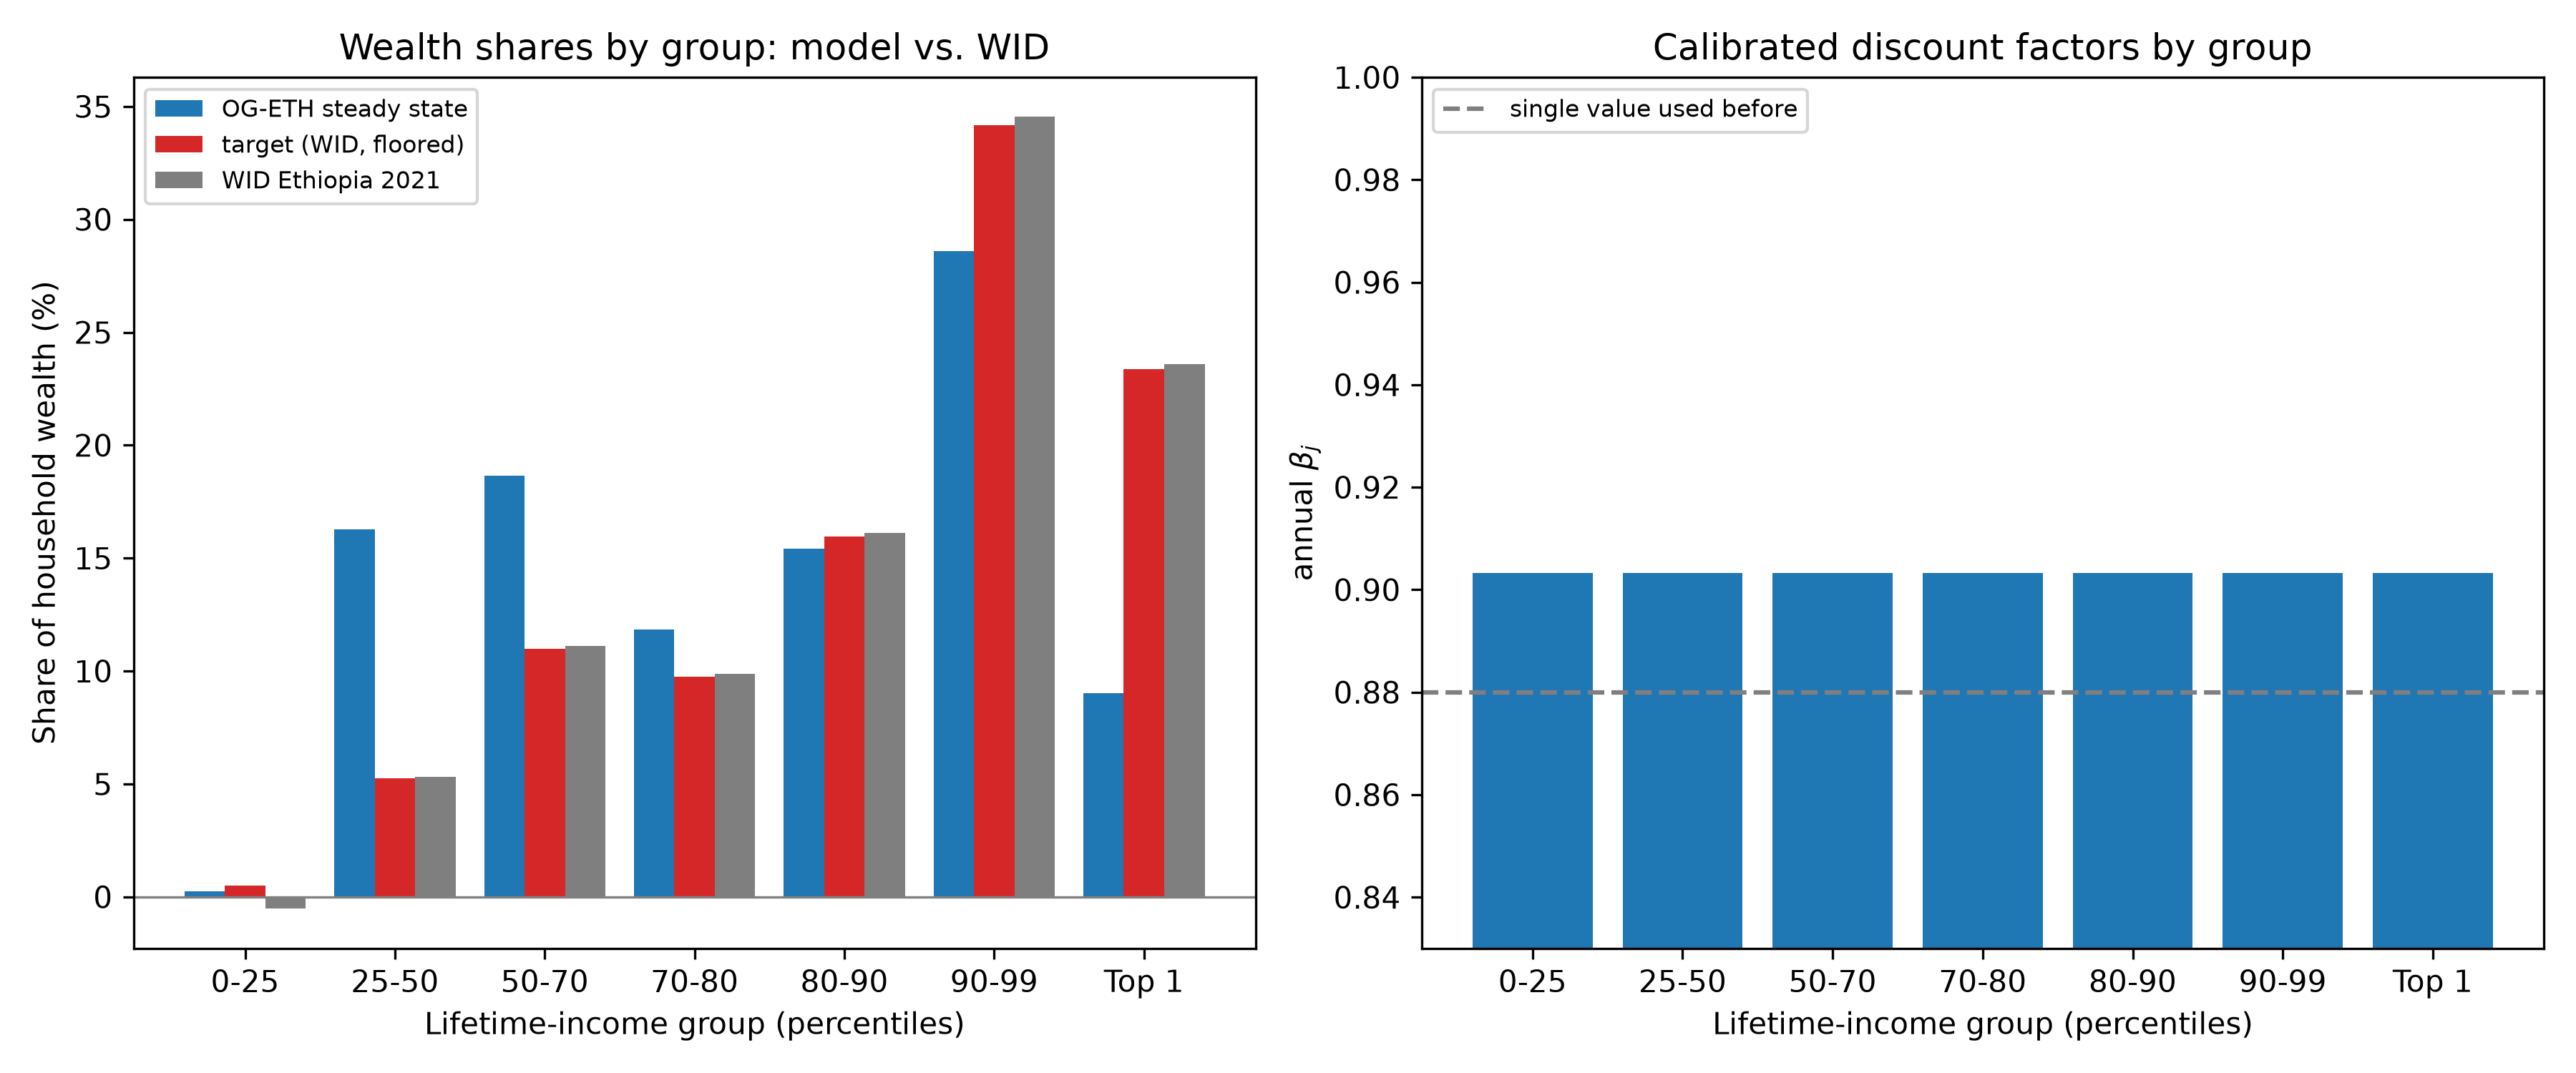 Wealth shares by group: model vs. WID
OG-ETH steady state
target (WID, floored)
WID Ethiopia 2021
Share of household wealth (%)
35
30
25
20
15
10
5
0
0-25 25-50 50-70 70-80 80-90 90-99 Top 1
Lifetime-income group (percentiles)
Calibrated discount factors by group
single value used before
annual βj
1.00
0.98
0.96
0.94
0.92
0.90
0.88
0.86
0.84
0-25 25-50 50-70 70-80 80-90 90-99 Top 1
Lifetime-income group (percentiles)